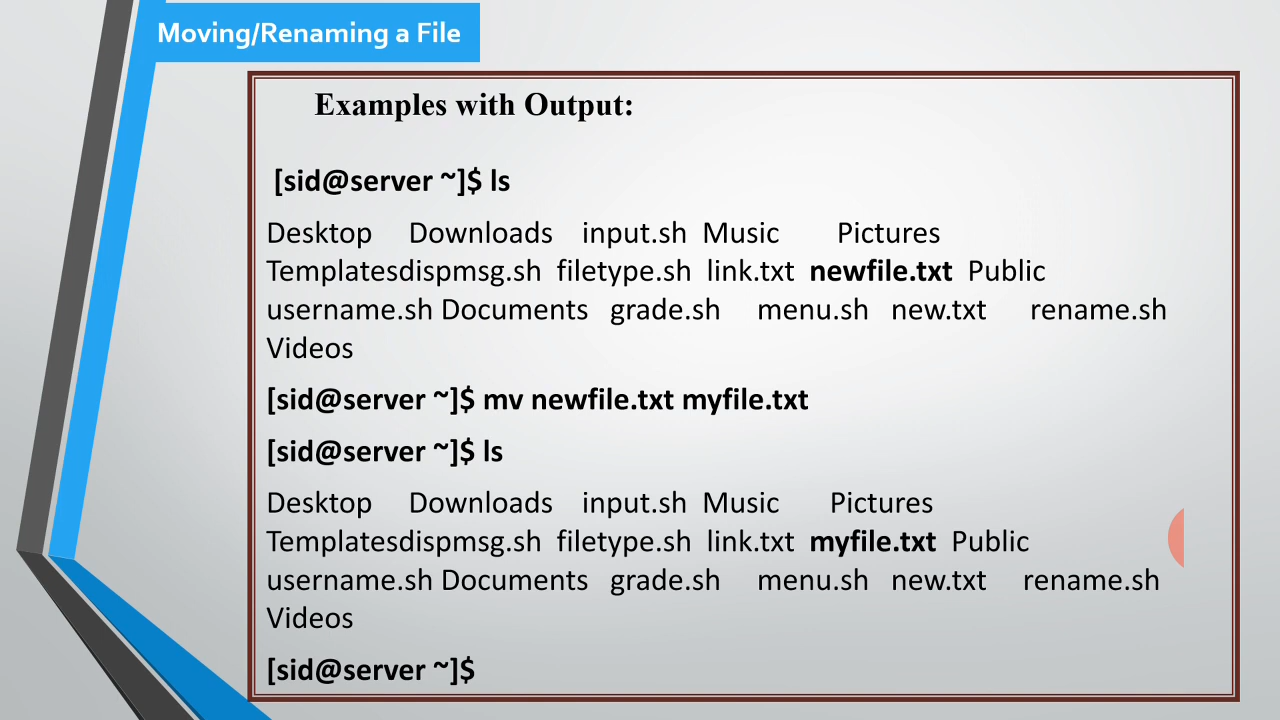 Moving/Renaming a File
Examples with Output:
[sid@server ~]$ ls
Desktop Downloads input.sh Music Pictures
Templatesdispmsg.sh filetype.sh link.txt newfile.txt Public
username.sh Documents grade.sh menu.sh new.txt rename.sh
Videos
[sid@server ~]$ mv newfile.txt myfile.txt
[sid@server ~]$ ls
Desktop Downloads input.sh Music Pictures
Templatesdispmsg.sh filetype.sh link.txt myfile.txt Public
username.sh Documents grade.sh menu.sh new.txt rename.sh
Videos
[sid@server ~]$